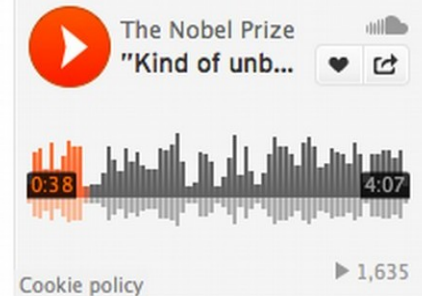 The Nobel Prize
"Kind of unb...
0:38
4:07
1,635
Cookie policy